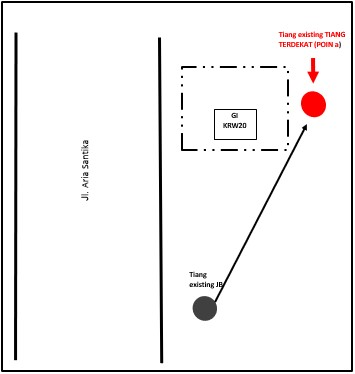 Tiang existing TIANG
TERDEKAT (POIN a)
GI
KRW20
Jl. Aria Santika
Tiang
existing JB